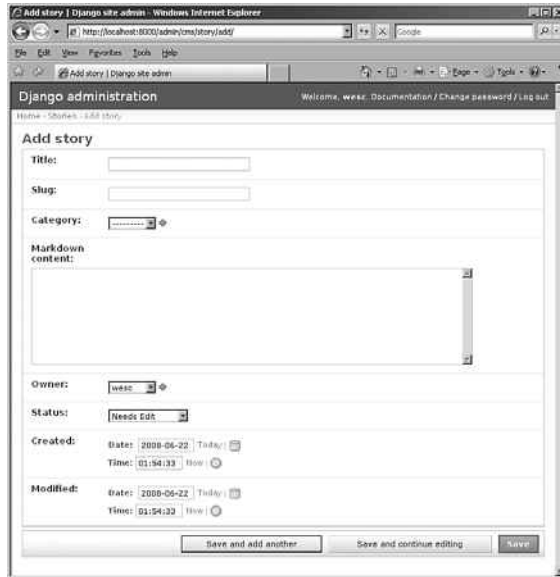 Add story | Django site admin - Windows Internet Explorer
http://localhost:8000/admin/cms/story/add/
Google
File Edit View Favorites Tools Help
Add story | Django site admin
Page Tools
Django administration
Welcome, wesc. Documentation / Change password / Log out
Home › Stories › Add story
Add story
Title:
Slug:
Category: ---------
Markdown
content:
Owner: wesc
Status: Needs Edit
Created: Date: 2008-06-22 Today |
Time: 01:54:33 Now |
Modified: Date: 2008-06-22 Today |
Time: 01:54:33 Now |
Save and add another Save and continue editing Save